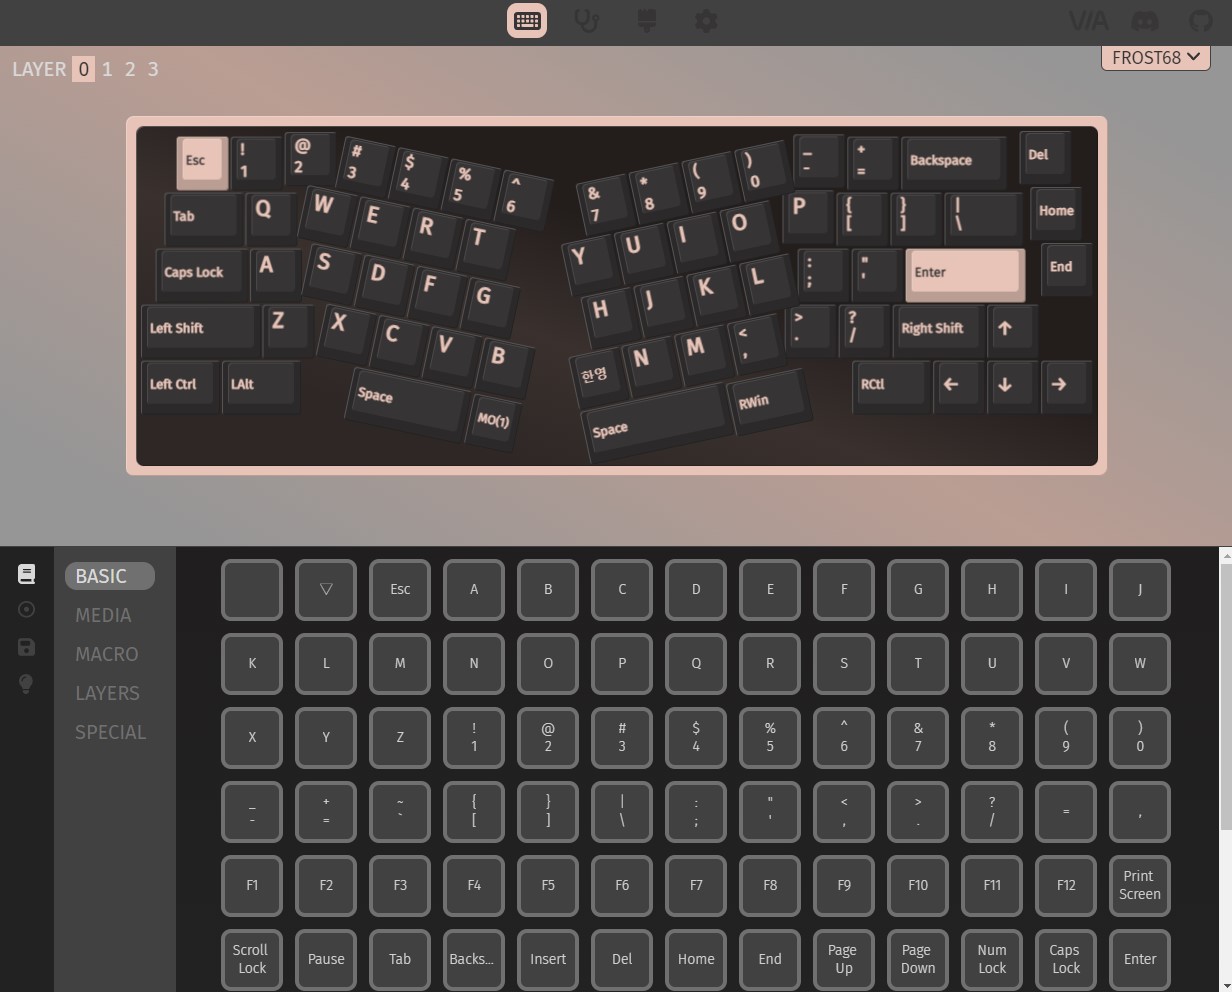 VIA
LAYER 0 1 2 3
FROST68
Esc ! 1 @ 2 # 3 $ 4 % 5 ^ 6 & 7 * 8 ( 9 ) 0 _ - + = Backspace Del
Tab Q W E R T Y U I O P { [ } ] | \ Home
Caps Lock A S D F G H J K L : ; " ' Enter End
Left Shift Z X C V B 한영 N M < , > . ? / Right Shift ↑
Left Ctrl LAlt Space MO(1) Space RWin RCtl ← ↓ →
BASIC
MEDIA
MACRO
LAYERS
SPECIAL
▽ Esc A B C D E F G H I J
K L M N O P Q R S T U V W
X Y Z ! 1 @ 2 # 3 $ 4 % 5 ^ 6 & 7 * 8 ( 9 ) 0
_ - + = ~ ` { [ } ] | \ : ; " ' < , > . ? / = ,
F1 F2 F3 F4 F5 F6 F7 F8 F9 F10 F11 F12 Print Screen
Scroll Lock Pause Tab Backs... Insert Del Home End Page Up Page Down Num Lock Caps Lock Enter